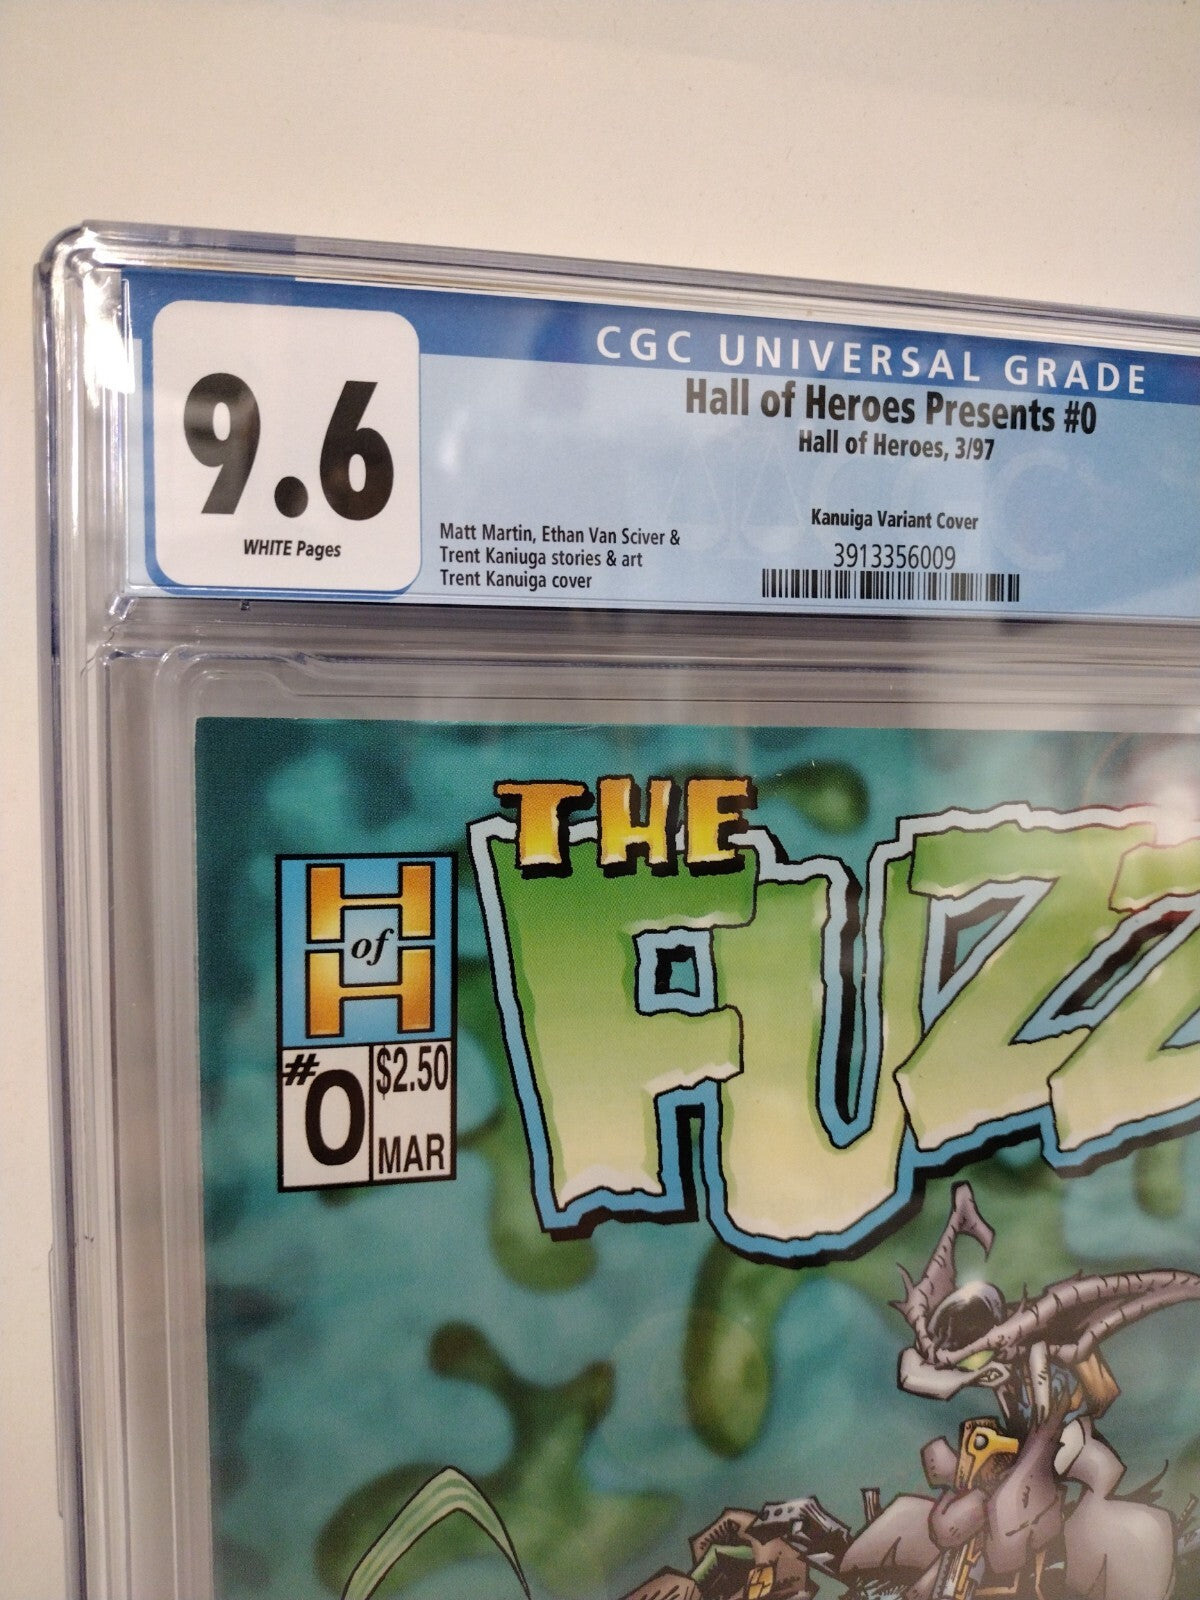 CGC UNIVERSAL GRADE
9.6
WHITE Pages
Hall of Heroes Presents #0
Hall of Heroes, 3/97
Matt Martin, Ethan Van Sciver &
Trent Kaniuga stories & art
Trent Kanuiga cover
Kanuiga Variant Cover
3913356009
THE
FUZZ
H
of
H
#0
$2.50
MAR